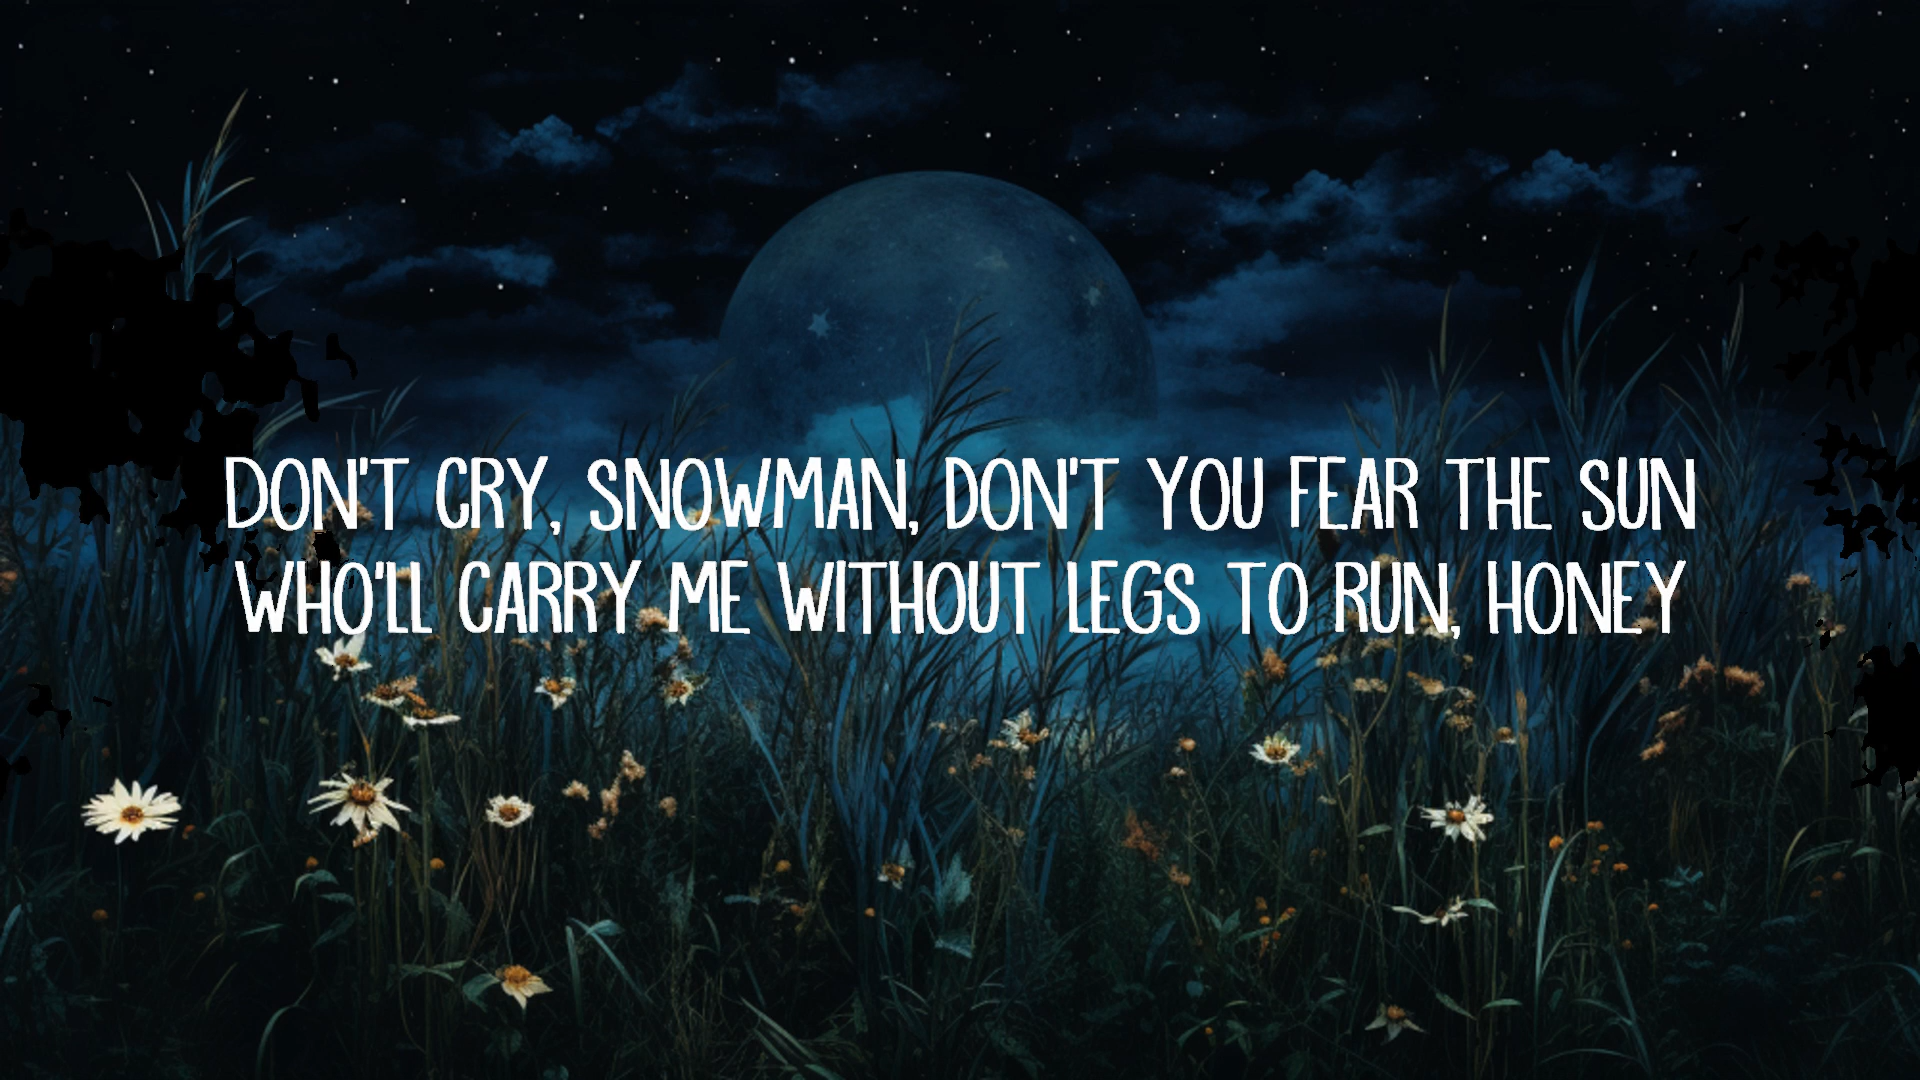 DON'T CRY, SNOWMAN, DON'T YOU FEAR THE SUN
WHO'LL CARRY ME WITHOUT LEGS TO RUN, HONEY